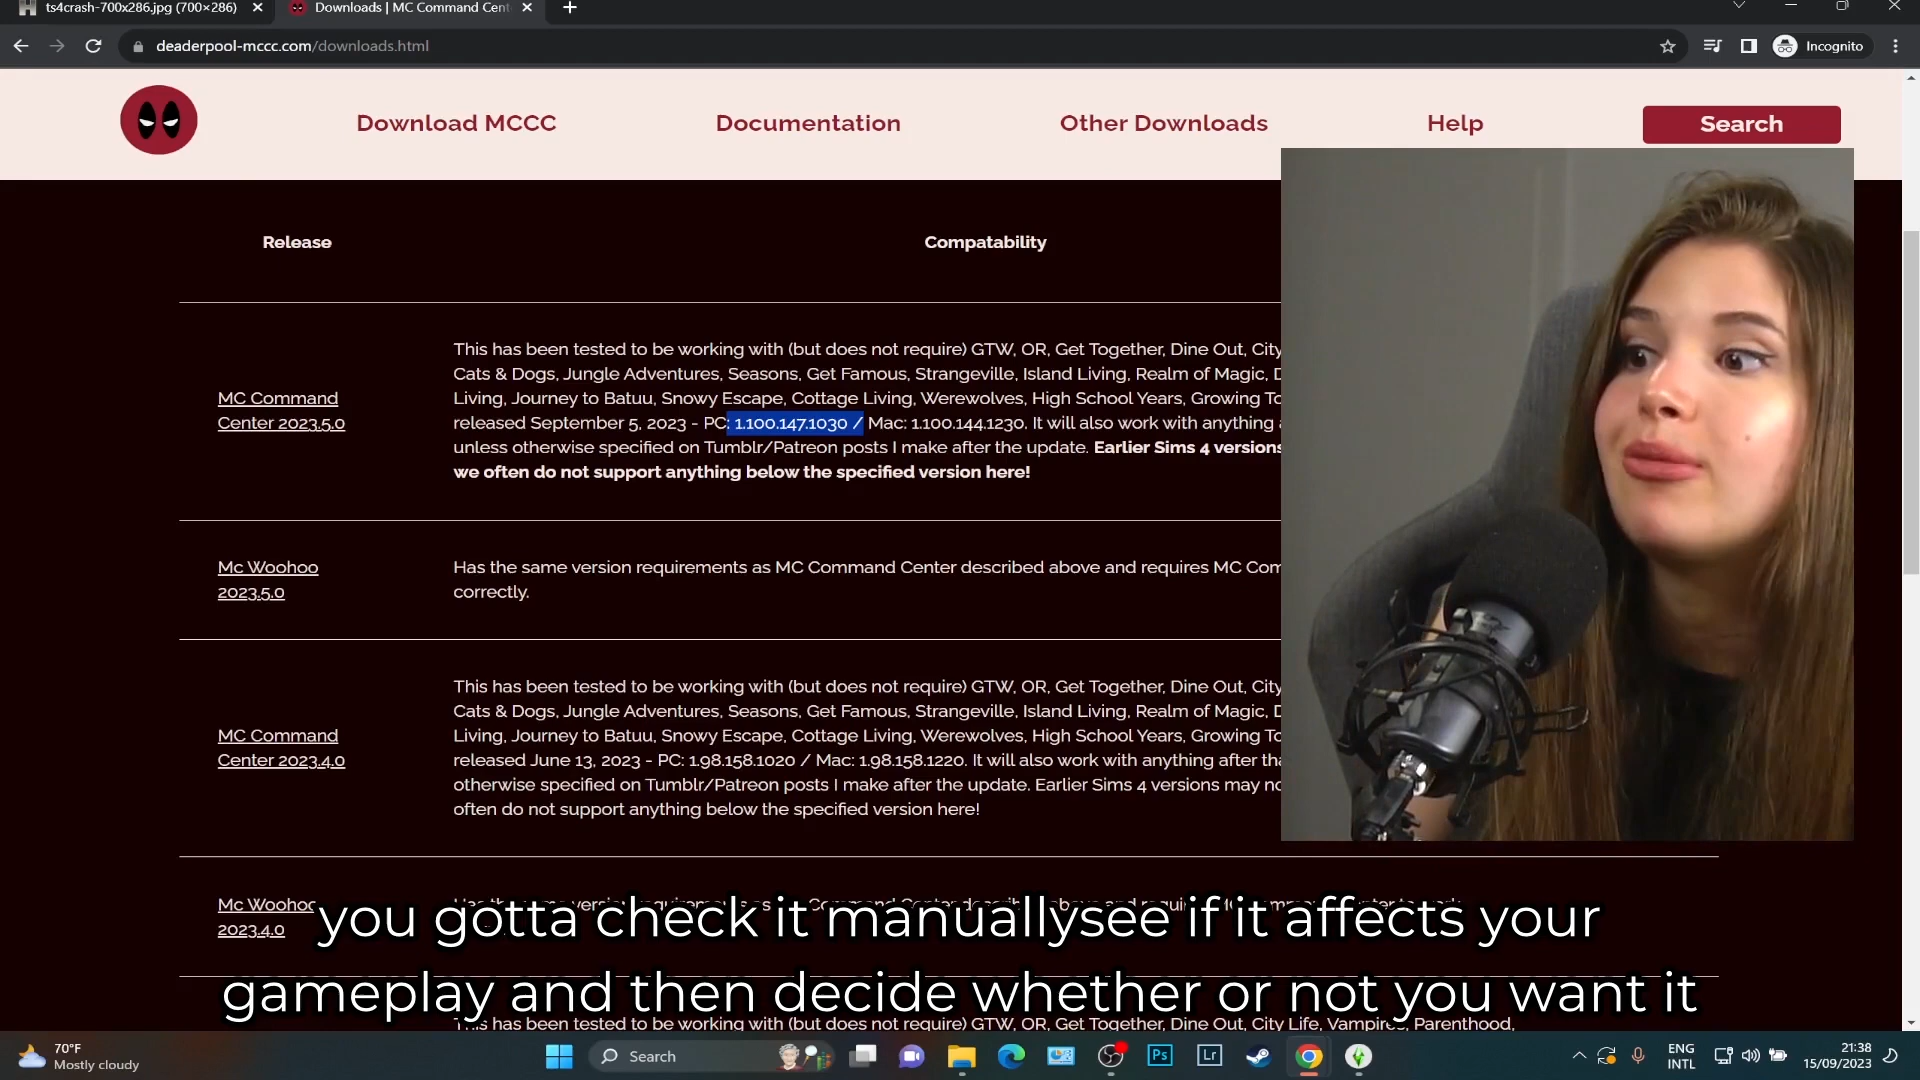 ts4crash-700x286.jpg (700×286)
Downloads | MC Command Cent
deaderpool-mccc.com/downloads.html
Incognito
Download MCCC
Documentation
Other Downloads
Help
Search
Release
Compatability
This has been tested to be working with (but does not require) GTW, OR, Get Together, Dine Out, City
Cats & Dogs, Jungle Adventures, Seasons, Get Famous, Strangeville, Island Living, Realm of Magic, D
MC Command
Living, Journey to Batuu, Snowy Escape, Cottage Living, Werewolves, High School Years, Growing To
Center 2023.5.0
released September 5, 2023 - PC: 1.100.147.1030 / Mac: 1.100.144.1230. It will also work with anything a
unless otherwise specified on Tumblr/Patreon posts I make after the update. Earlier Sims 4 versions
we often do not support anything below the specified version here!
Mc Woohoo
2023.5.0
Has the same version requirements as MC Command Center described above and requires MC Com
correctly.
This has been tested to be working with (but does not require) GTW, OR, Get Together, Dine Out, City
Cats & Dogs, Jungle Adventures, Seasons, Get Famous, Strangeville, Island Living, Realm of Magic, D
MC Command
Living, Journey to Batuu, Snowy Escape, Cottage Living, Werewolves, High School Years, Growing To
Center 2023.4.0
released June 13, 2023 - PC: 1.98.158.1020 / Mac: 1.98.158.1220. It will also work with anything after tha
otherwise specified on Tumblr/Patreon posts I make after the update. Earlier Sims 4 versions may no
often do not support anything below the specified version here!
Mc Woohoo
2023.4.0
you gotta check it manuallysee if it affects your
gameplay and then decide whether or not you want it
This has been tested to be working with (but does not require) GTW, OR, Get Together, Dine Out, City Life, Vampires, Parenthood,
70°F
Mostly cloudy
Search
Ps
Lr
ENG
INTL
21:38
15/09/2023